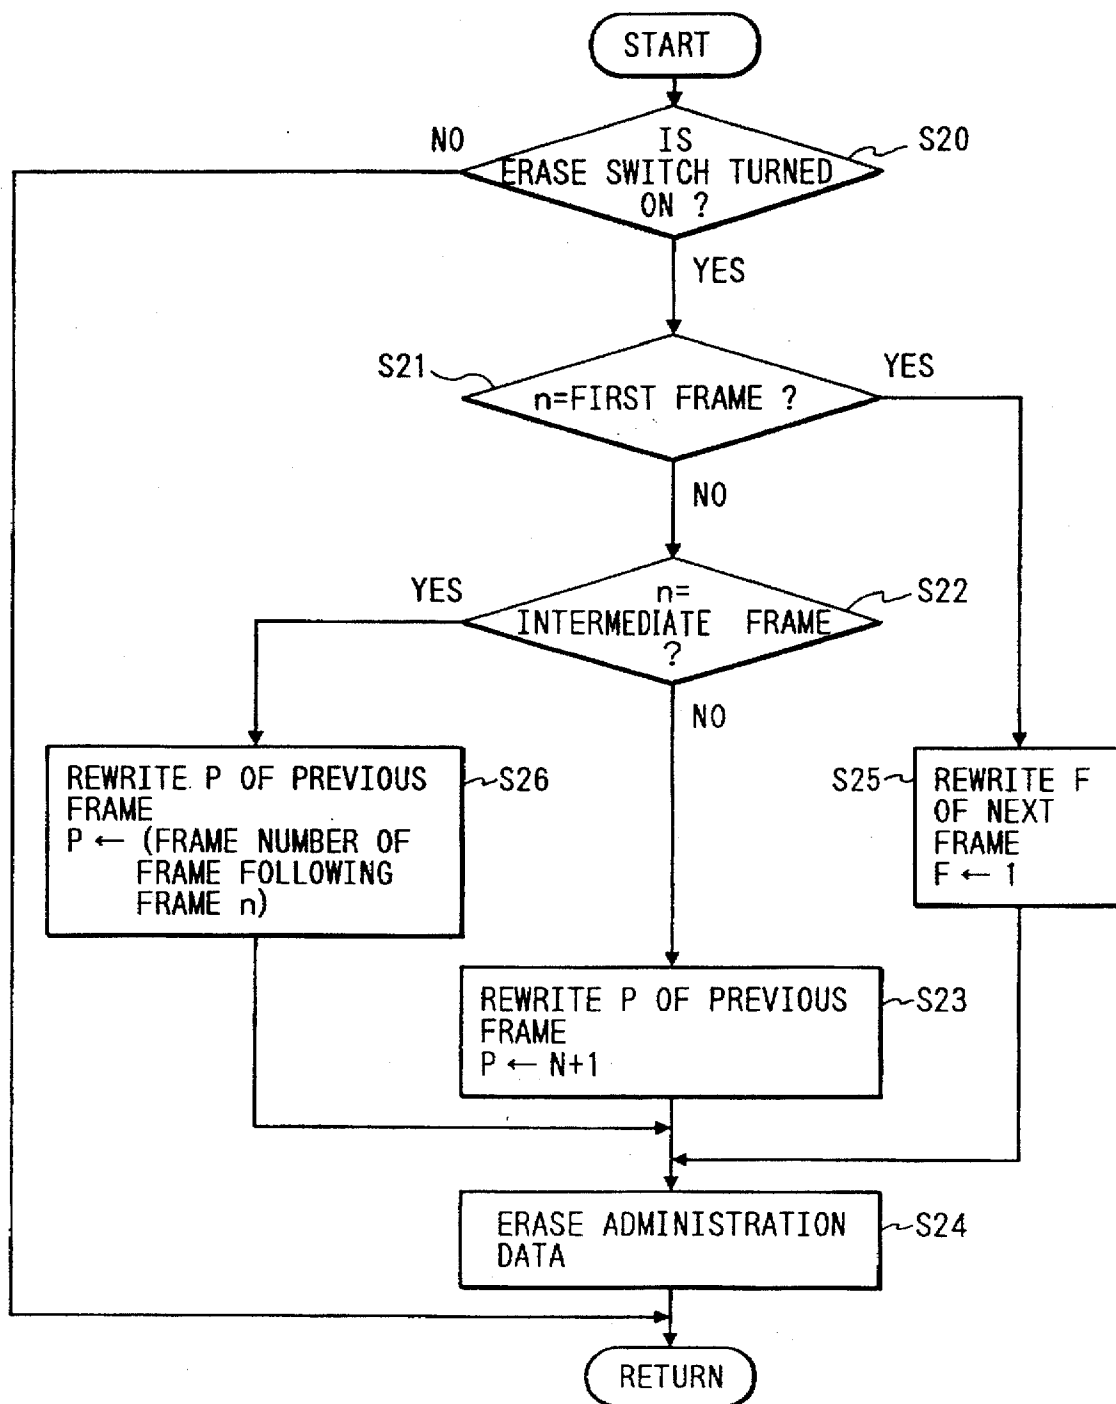 START
NO
IS
ERASE SWITCH TURNED
ON ?
S20
YES
S21
n=FIRST FRAME ?
YES
NO
YES
n=
INTERMEDIATE FRAME
?
S22
NO
REWRITE P OF PREVIOUS
FRAME
P ← (FRAME NUMBER OF
FRAME FOLLOWING
FRAME n)
S26
S25
REWRITE F
OF NEXT
FRAME
F ← 1
REWRITE P OF PREVIOUS
FRAME
P ← N+1
S23
ERASE ADMINISTRATION
DATA
S24
RETURN